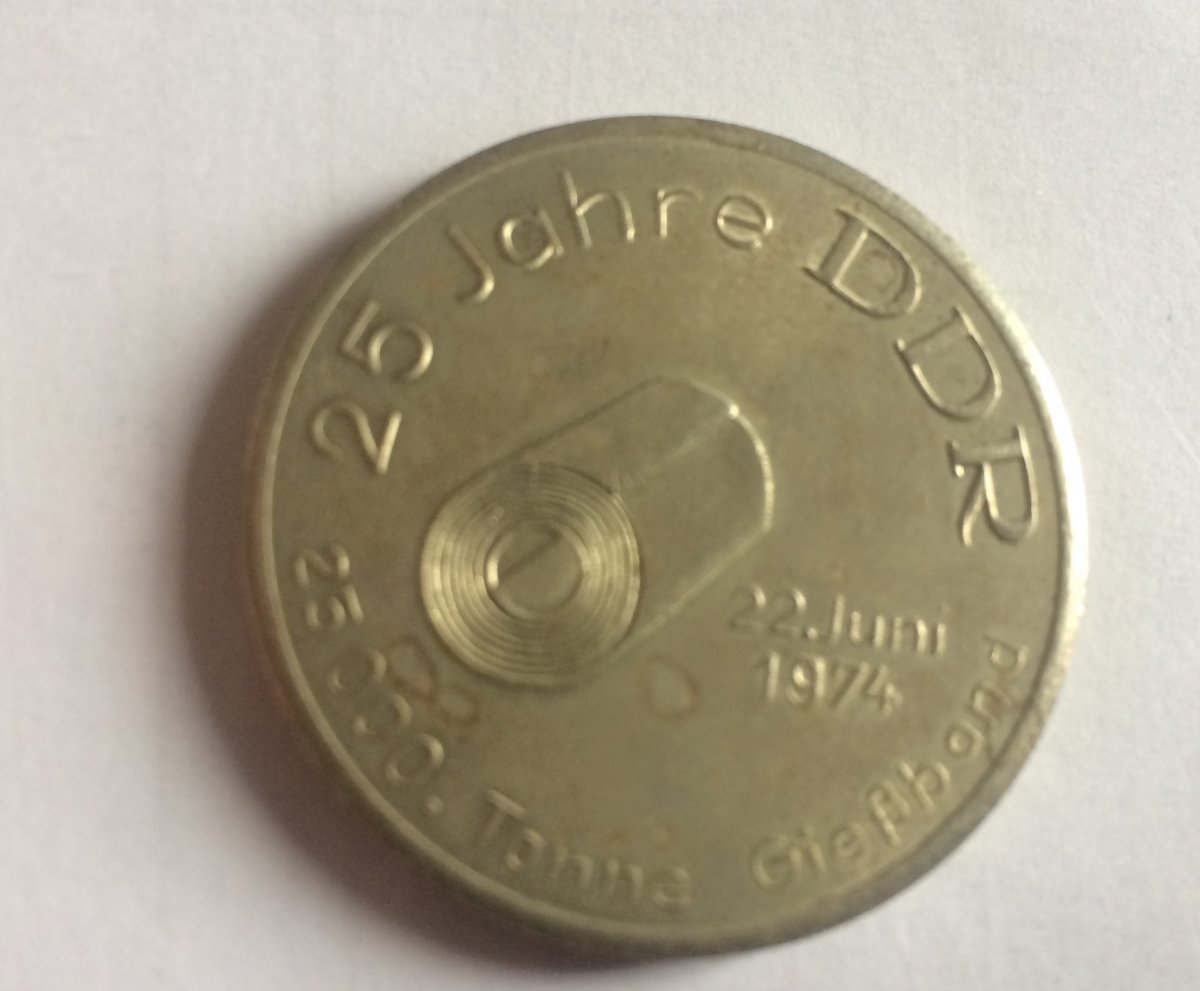 25 Jahre DDR
22. Juni
1974
25 000. Tonne Gießband